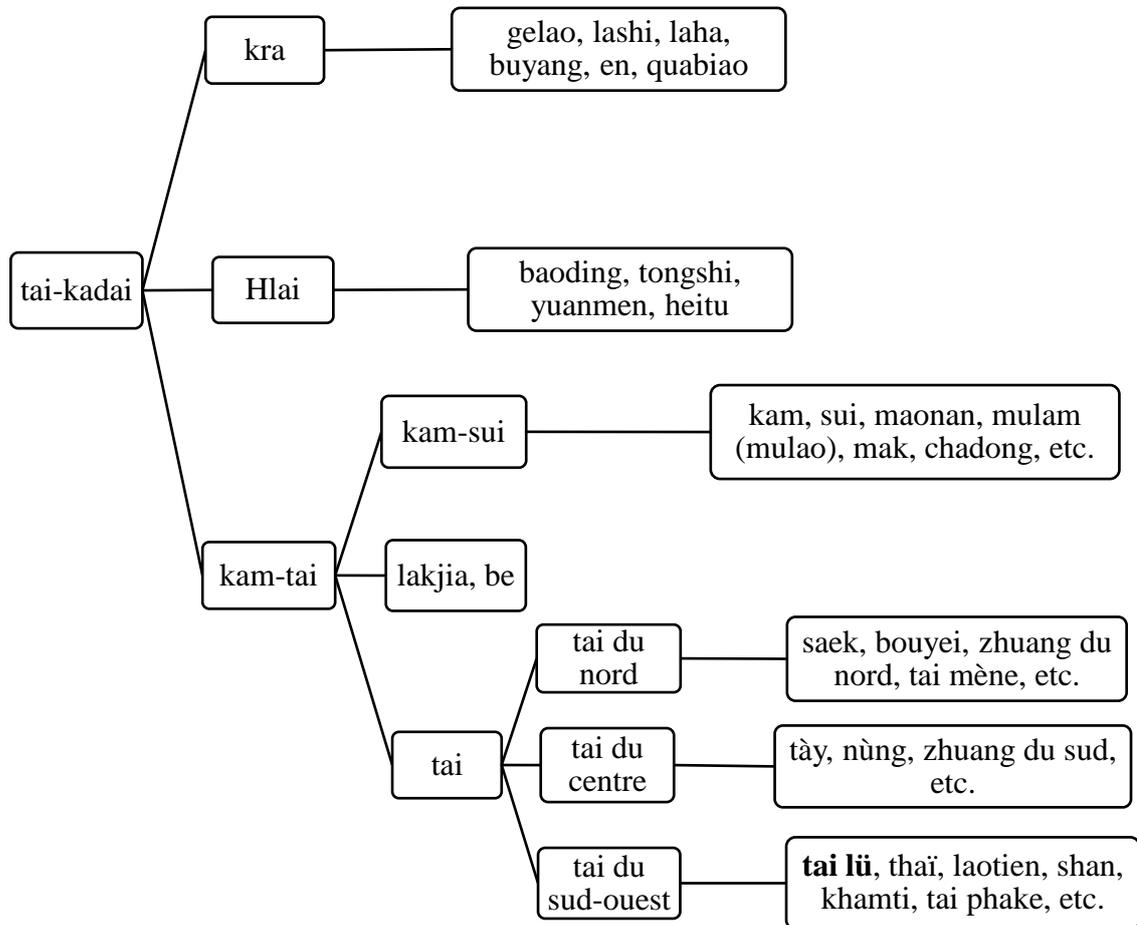 kra
gelao, lashi, laha,
buyang, en, quabiao
tai-kadai
Hlai
baoding, tongshi,
yuanmen, heitu
kam-tai
kam-sui
kam, sui, maonan, mulam
(mulao), mak, chadong, etc.
lakjia, be
tai
tai du
nord
saek, bouyei, zhuang du
nord, tai mène, etc.
tai du
centre
tày, nùng, zhuang du sud,
etc.
tai du
sud-ouest
tai lü, thaï, laotien, shan,
khamti, tai phake, etc.